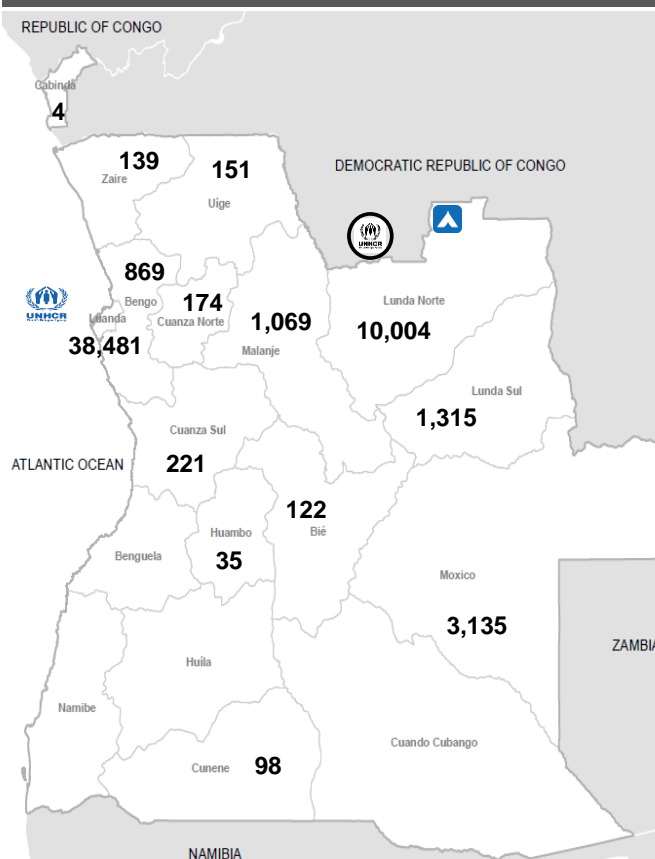 REPUBLIC OF CONGO
Cabinda
4
139
Zaire
151
Uige
DEMOCRATIC REPUBLIC OF CONGO
UNHCR
869
Bengo
174
Cuanza Norte
UNHCR
Luanda
38,481
1,069
Malanje
Lunda Norte
10,004
Lunda Sul
1,315
Cuanza Sul
221
ATLANTIC OCEAN
122
Bié
Huambo
35
Benguela
Moxico
3,135
ZAMBIA
Huila
Namibe
Cuando Cubango
Cunene 98
NAMIBIA